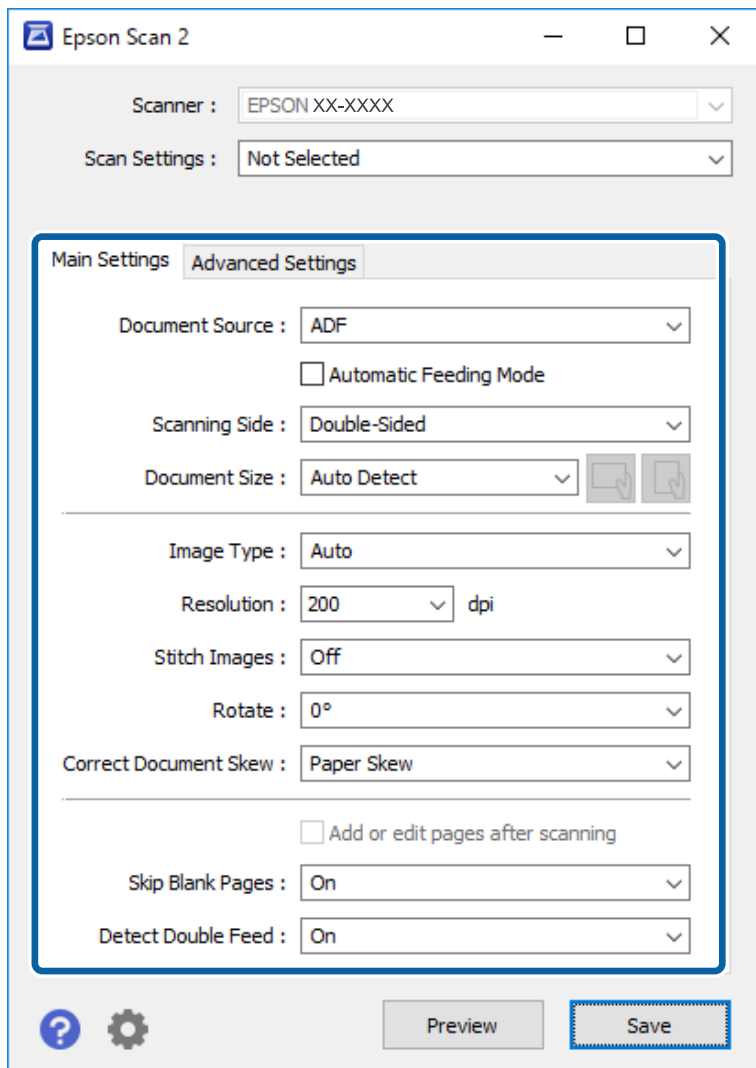 Epson Scan 2
Scanner : EPSON XX-XXXX
Scan Settings : Not Selected
Main Settings Advanced Settings
Document Source : ADF
Automatic Feeding Mode
Scanning Side : Double-Sided
Document Size : Auto Detect
Image Type : Auto
Resolution : 200 dpi
Stitch Images : Off
Rotate : 0°
Correct Document Skew : Paper Skew
Add or edit pages after scanning
Skip Blank Pages : On
Detect Double Feed : On
? Preview Save